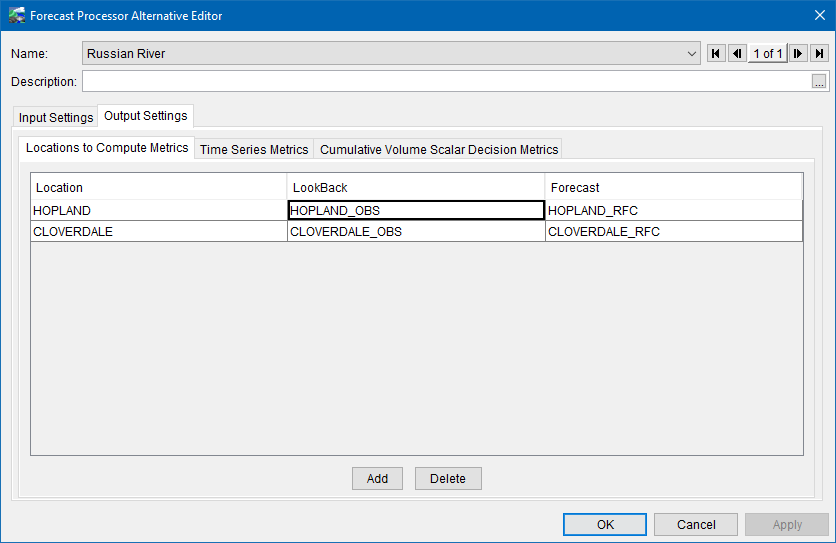 Forecast Processor Alternative Editor
Name: Russian River 1 of 1
Description: ...
Input Settings Output Settings
Locations to Compute Metrics Time Series Metrics Cumulative Volume Scalar Decision Metrics
Location LookBack Forecast
HOPLAND HOPLAND_OBS HOPLAND_RFC
CLOVERDALE CLOVERDALE_OBS CLOVERDALE_RFC
Add Delete
OK Cancel Apply